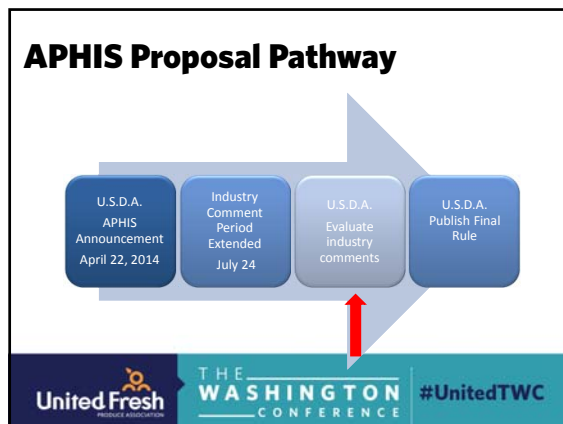 APHIS Proposal Pathway
U.S.D.A.
APHIS
Announcement
April 22, 2014
Industry
Comment
Period
Extended
July 24
U.S.D.A.
Evaluate
industry
comments
U.S.D.A.
Publish Final
Rule
United Fresh
PRODUCE ASSOCIATION
THE
WASHINGTON
CONFERENCE
#UnitedTWC